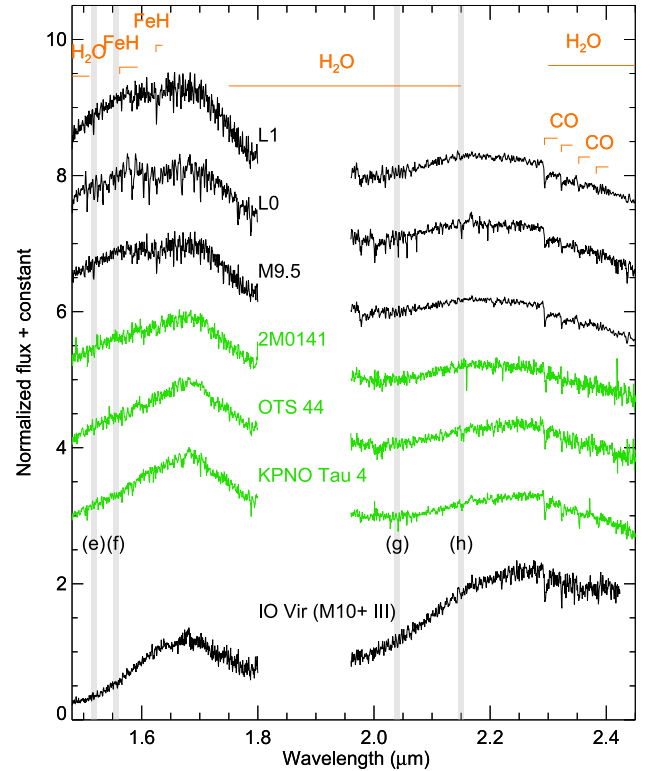 FeH
H₂O FeH
H₂O
H₂O
CO
CO
L1
L0
M9.5
2M0141
OTS 44
KPNO Tau 4
(e) (f) (g) (h)
IO Vir (M10+ III)
10
8
6
4
2
0
Normalized flux + constant
1.6 1.8 2.0 2.2 2.4
Wavelength (μm)